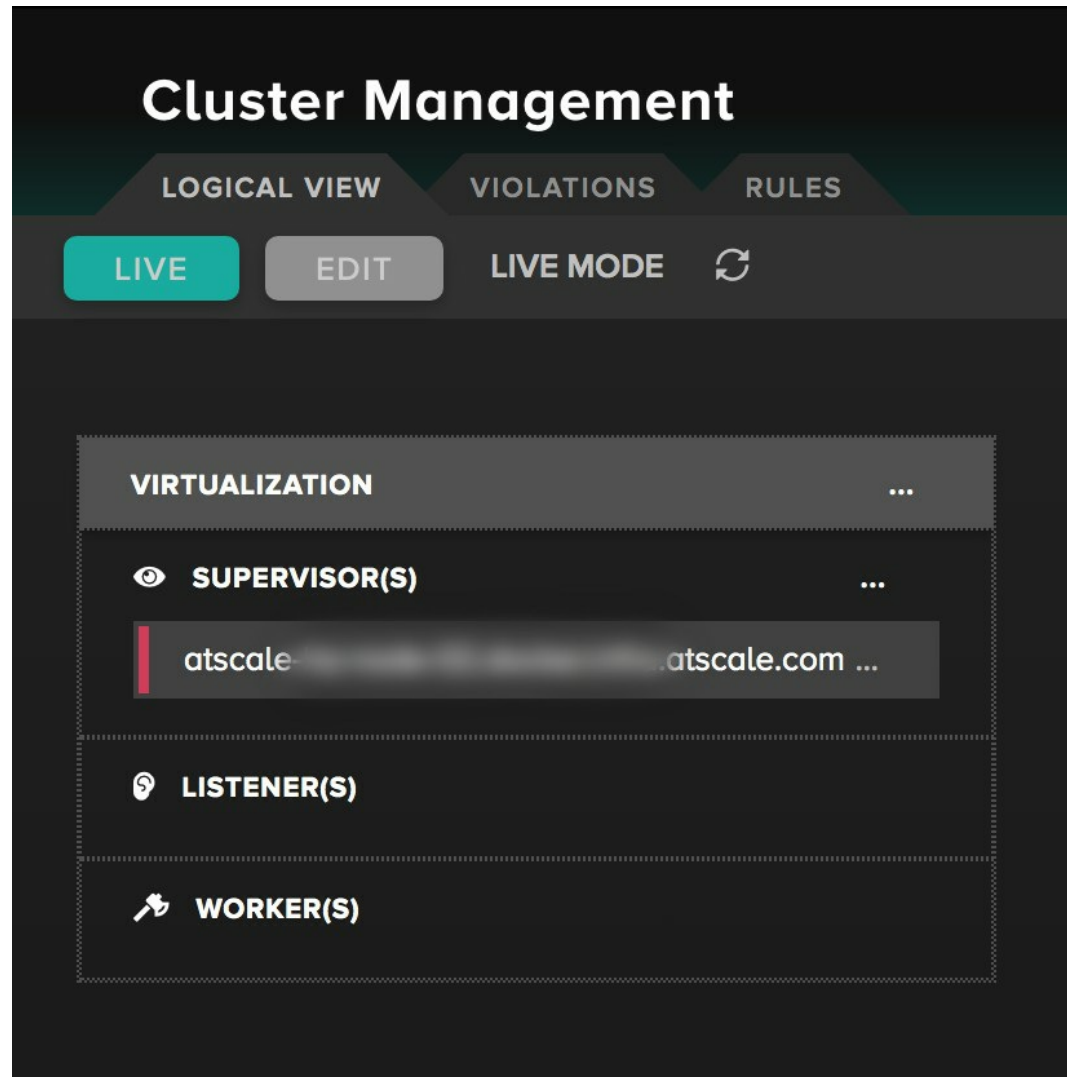 Cluster Management
LOGICAL VIEW VIOLATIONS RULES
LIVE EDIT LIVE MODE
VIRTUALIZATION ...
SUPERVISOR(S) ...
atscale- .atscale.com ...
LISTENER(S)
WORKER(S)